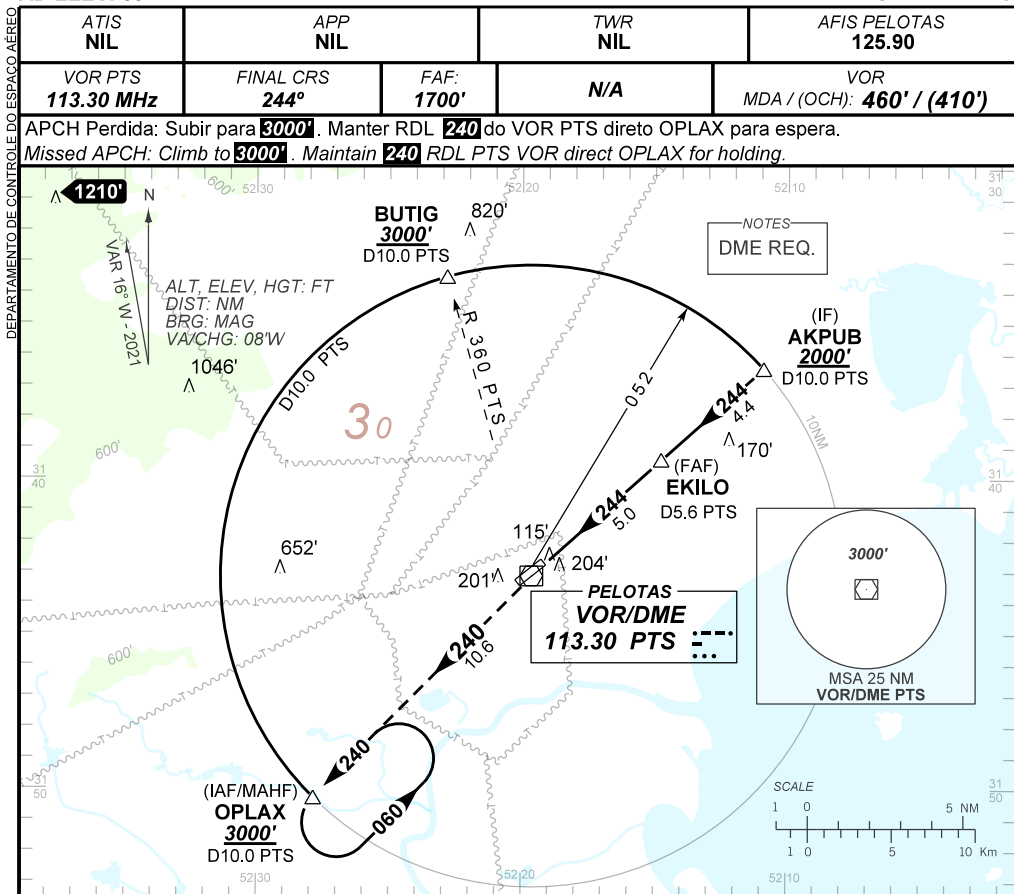 DEPARTAMENTO DE CONTROLE DO ESPAÇO AÉREO
ATIS
NIL
APP
NIL
TWR
NIL
AFIS PELOTAS
125.90
VOR PTS
113.30 MHz
FINAL CRS
244º
FAF:
1700'
N/A
VOR
MDA / (OCH): 460' / (410')
APCH Perdida: Subir para 3000'. Manter RDL 240 do VOR PTS direto OPLAX para espera.
Missed APCH: Climb to 3000'. Maintain 240 RDL PTS VOR direct OPLAX for holding.
1210'
N
VAR 16° W - 2021
600'
52 30
52 20
52 10
31
30
BUTIG
3000'
D10.0 PTS
820'
NOTES
DME REQ.
ALT, ELEV, HGT: FT
DIST: NM
BRG: MAG
VA/CHG: 08'W
1046'
D10.0 PTS
R 360 PTS
052
(IF)
AKPUB
2000'
D10.0 PTS
30
244
4.4
10NM
170'
600'
31
40
(FAF)
EKILO
D5.6 PTS
31
40
244
5.0
115'
204'
201'
652'
3000'
MSA 25 NM
VOR/DME PTS
PELOTAS
VOR/DME
113.30 PTS
240
10.6
600'
240
060
31
50
(IAF/MAHF)
OPLAX
3000'
D10.0 PTS
31
50
SCALE
1 0 5 NM
1 0 5 10 Km
52 30
52 20
52 10